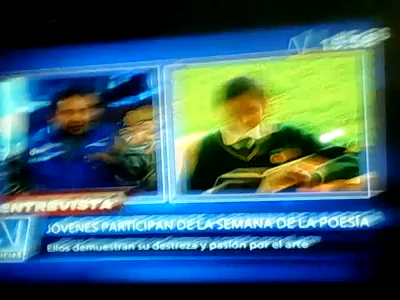 ENTREVISTA
JÓVENES PARTICIPAN DE LA SEMANA DE LA POESÍA
Ellos demuestran su destreza y pasión por el arte